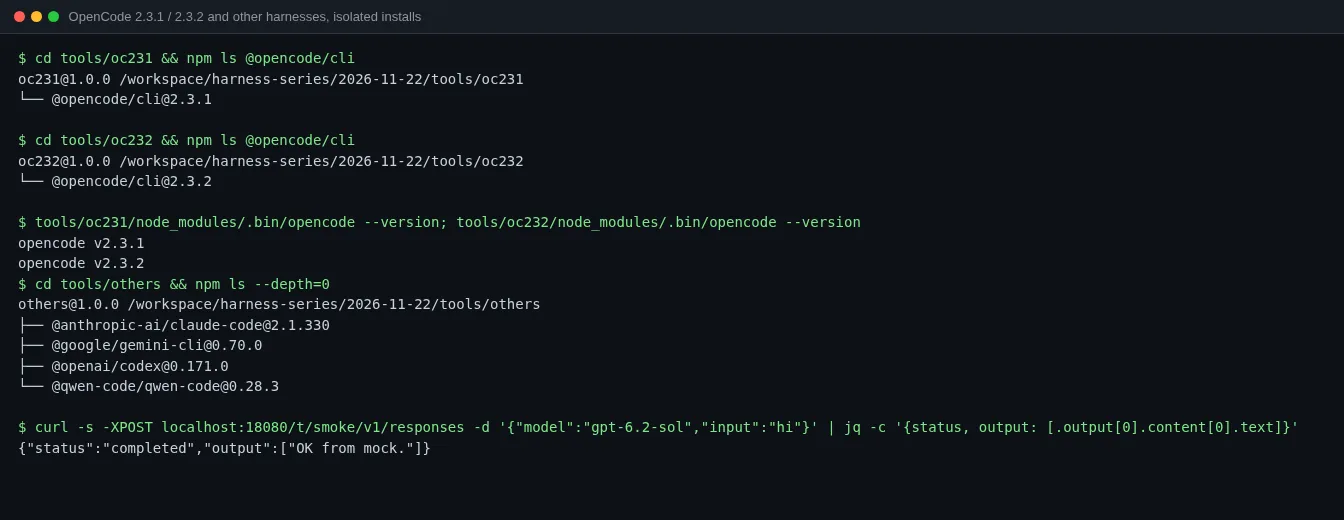 OpenCode 2.3.1 / 2.3.2 and other harnesses, isolated installs
$ cd tools/oc231 && npm ls @opencode/cli
oc231@1.0.0 /workspace/harness-series/2026-11-22/tools/oc231
└── @opencode/cli@2.3.1
$ cd tools/oc232 && npm ls @opencode/cli
oc232@1.0.0 /workspace/harness-series/2026-11-22/tools/oc232
└── @opencode/cli@2.3.2
$ tools/oc231/node_modules/.bin/opencode --version; tools/oc232/node_modules/.bin/opencode --version
opencode v2.3.1
opencode v2.3.2
$ cd tools/others && npm ls --depth=0
others@1.0.0 /workspace/harness-series/2026-11-22/tools/others
├── @anthropic-ai/claude-code@2.1.330
├── @google/gemini-cli@0.70.0
├── @openai/codex@0.171.0
└── @qwen-code/qwen-code@0.28.3
$ curl -s -XPOST localhost:18080/t/smoke/v1/responses -d '{"model":"gpt-6.2-sol","input":"hi"}' | jq -c '{status, output: [.output[0].content[0].text]}'
{"status":"completed","output":["OK from mock."]}